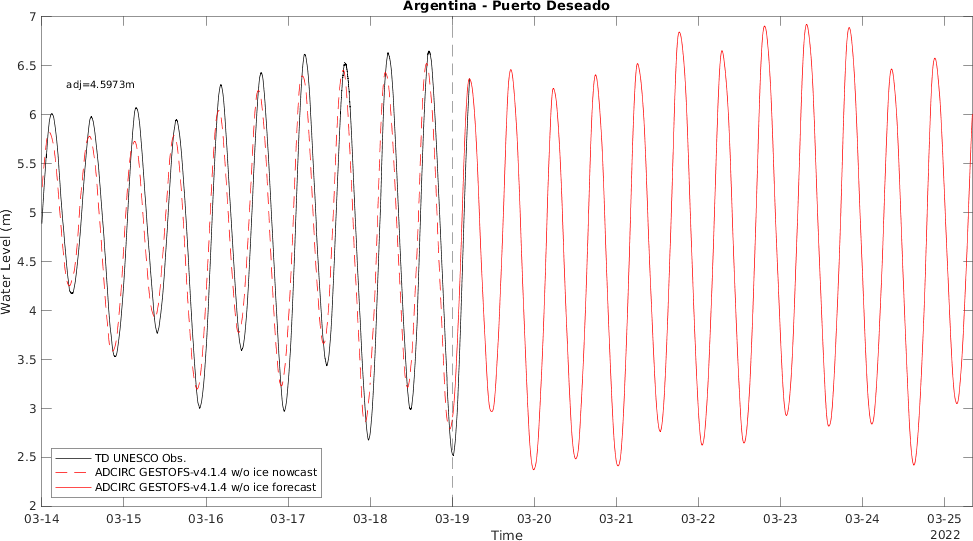 Argentina - Puerto Deseado
7
6.5
adj=4.5973m
6
5.5
5
4.5
4
3.5
3
2.5
2
Water Level (m)
TD UNESCO Obs.
ADCIRC GESTOFS-v4.1.4 w/o ice nowcast
ADCIRC GESTOFS-v4.1.4 w/o ice forecast
03-14 03-15 03-16 03-17 03-18 03-19 03-20 03-21 03-22 03-23 03-24 03-25
Time
2022